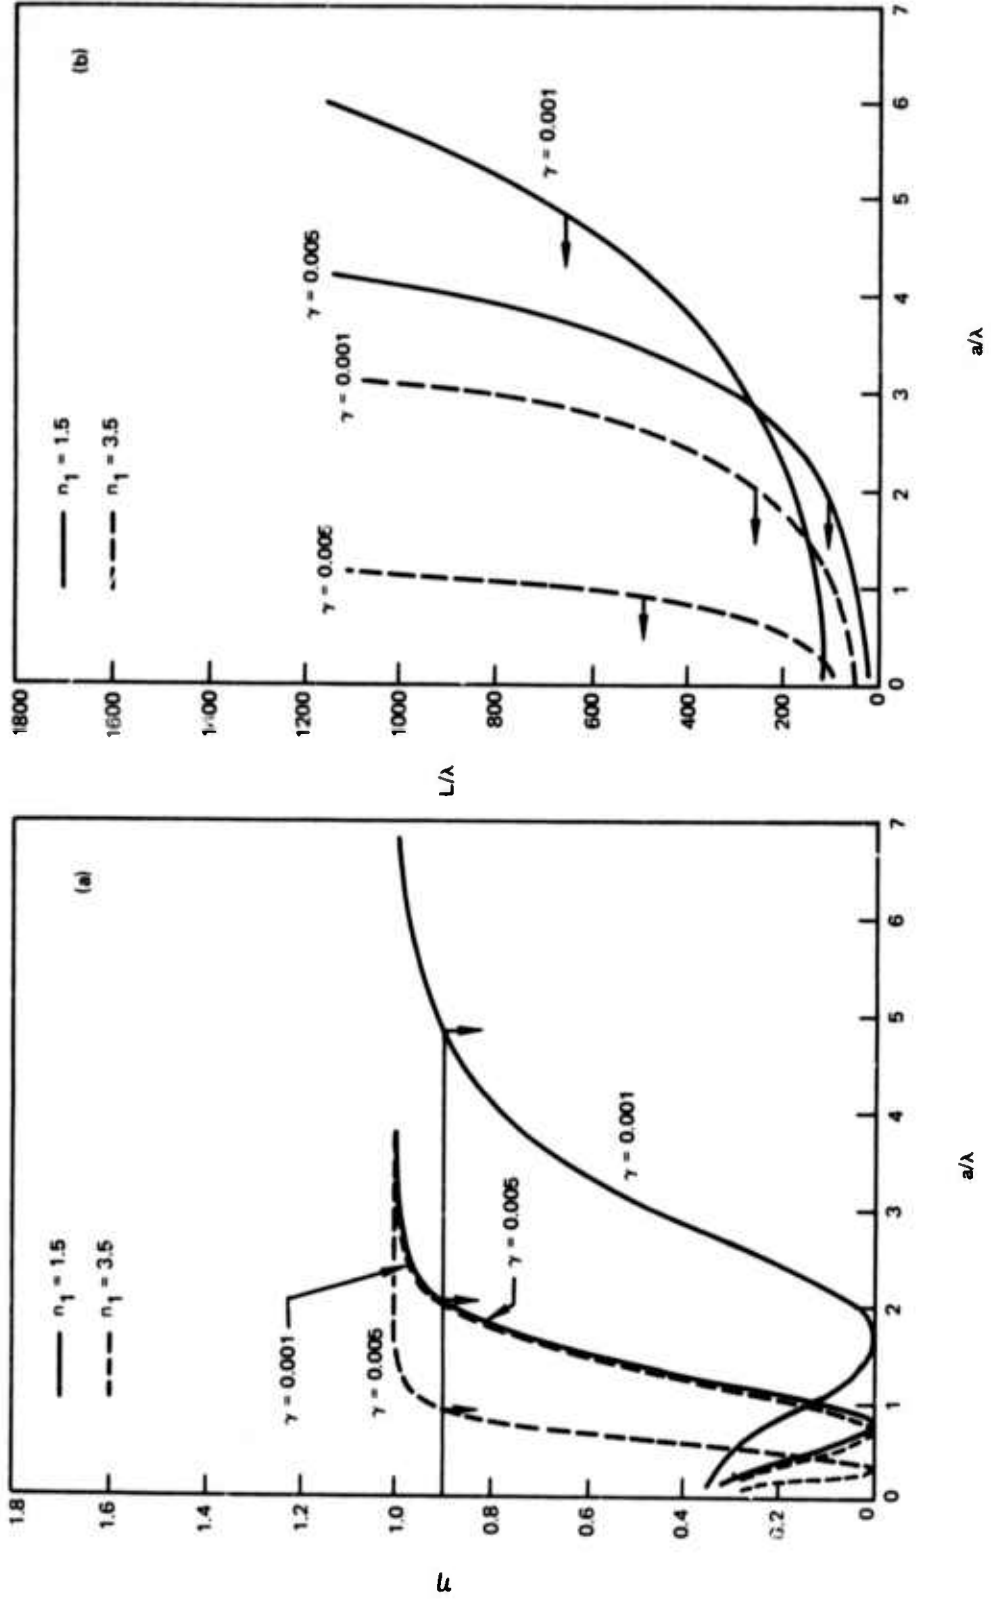 (a)
n1 = 1.5
n1 = 3.5
γ = 0.001
γ = 0.005
γ = 0.005
γ = 0.001
η
1.8
1.6
1.4
1.2
1.0
0.8
0.6
0.4
0.2
0
0 1 2 3 4 5 6 7
a/λ
(b)
n1 = 1.5
n1 = 3.5
γ = 0.005
γ = 0.001
γ = 0.005
γ = 0.001
L/λ
1800
1600
1400
1200
1000
800
600
400
200
0
0 1 2 3 4 5 6 7
a/λ